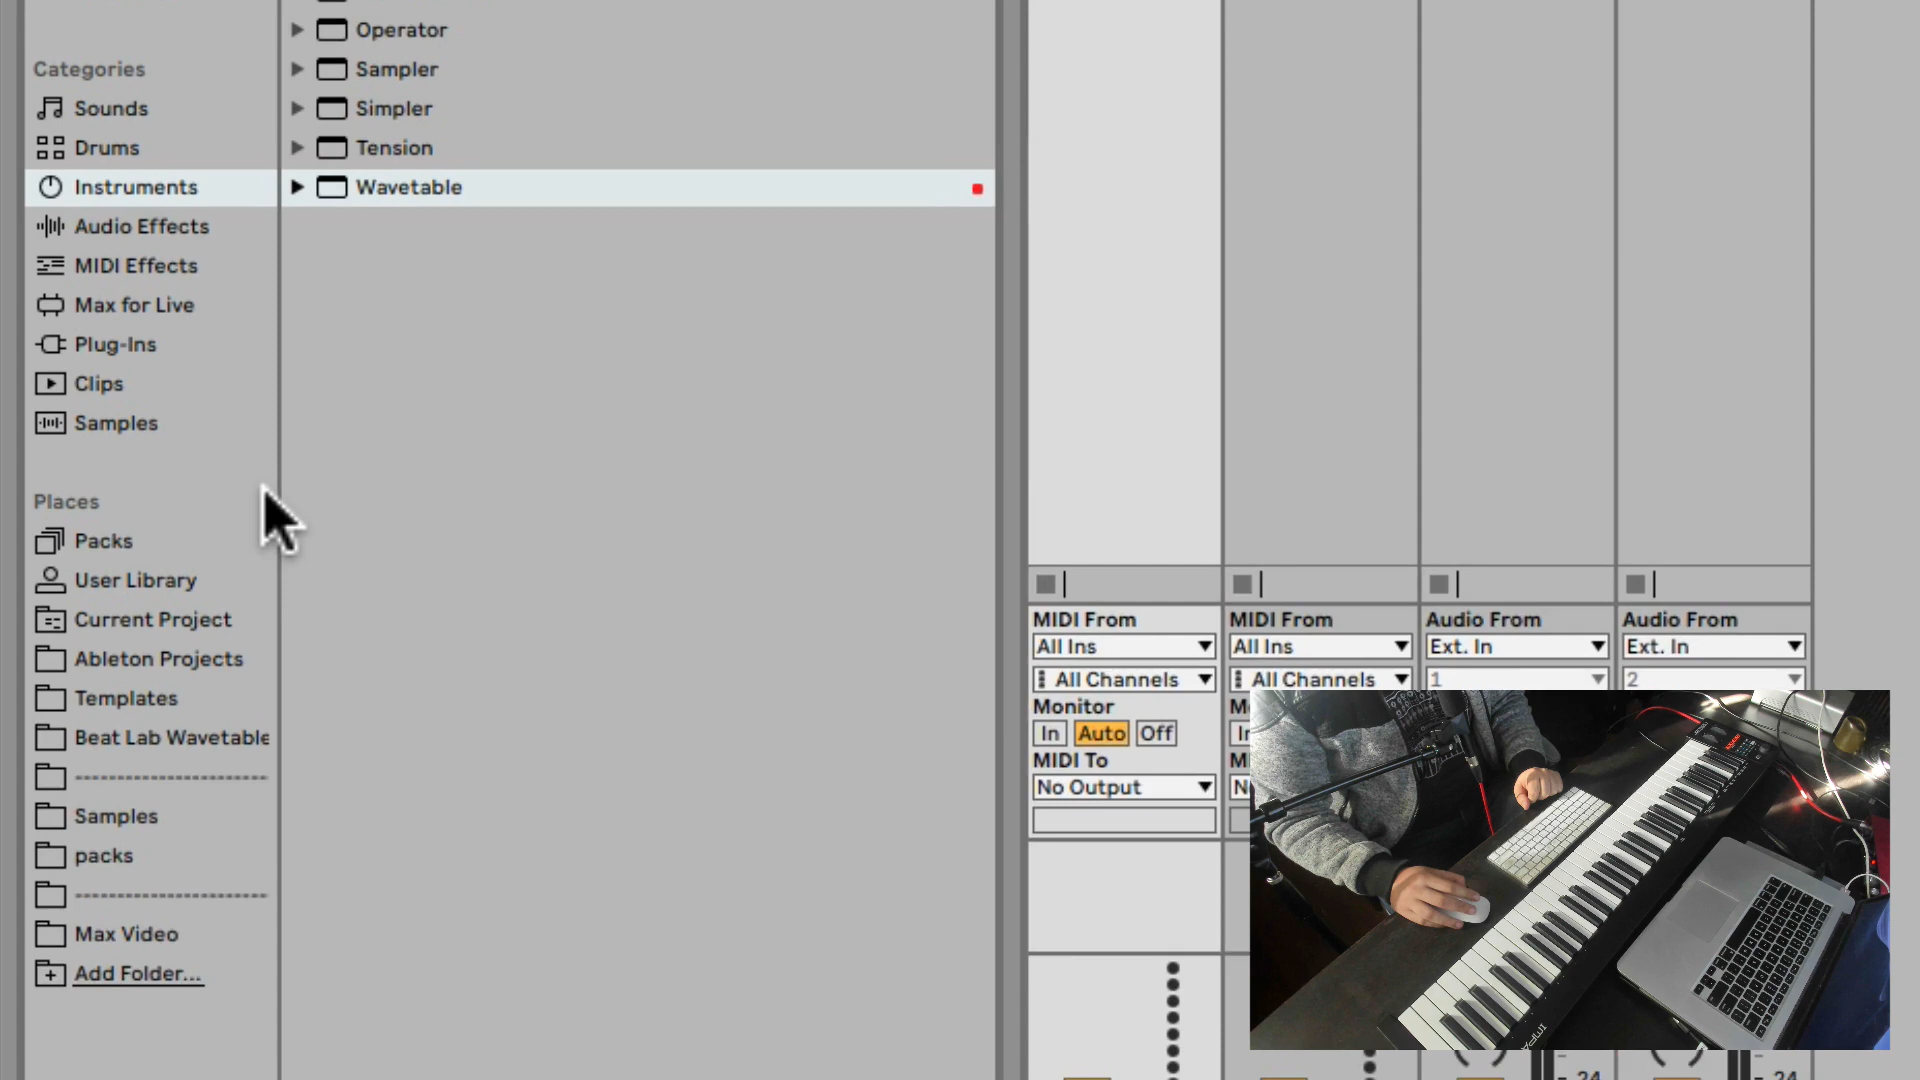 Categories
Sounds
Drums
Instruments
Audio Effects
MIDI Effects
Max for Live
Plug-Ins
Clips
Samples
Places
Packs
User Library
Current Project
Ableton Projects
Templates
Beat Lab Wavetable
------------------------
Samples
packs
------------------------
Max Video
Add Folder...
Operator
Sampler
Simpler
Tension
Wavetable
MIDI From
All Ins
All Channels
Monitor
In Auto Off
MIDI To
No Output
MIDI From
All Ins
All Channels
Audio From
Ext. In
1
Audio From
Ext. In
2
24
24